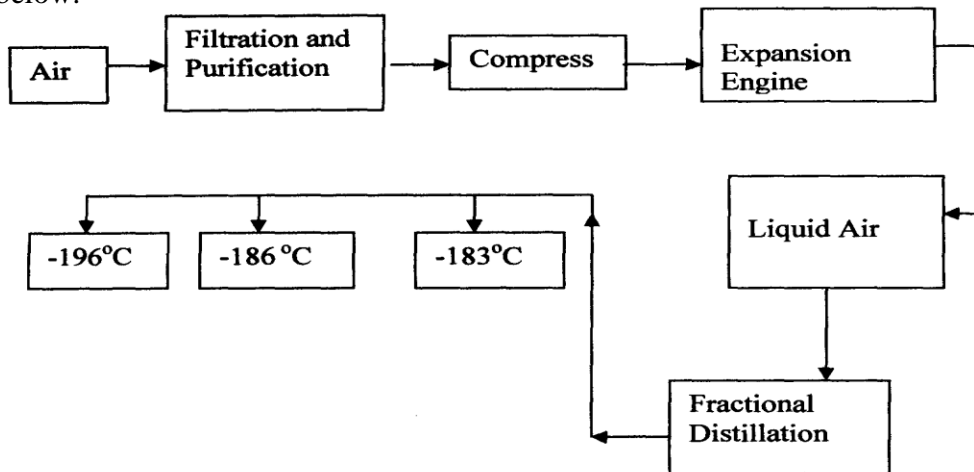 below.
Air
Filtration and
Purification
Compress
Expansion
Engine
Liquid Air
-196°C
-186 °C
-183°C
Fractional
Distillation